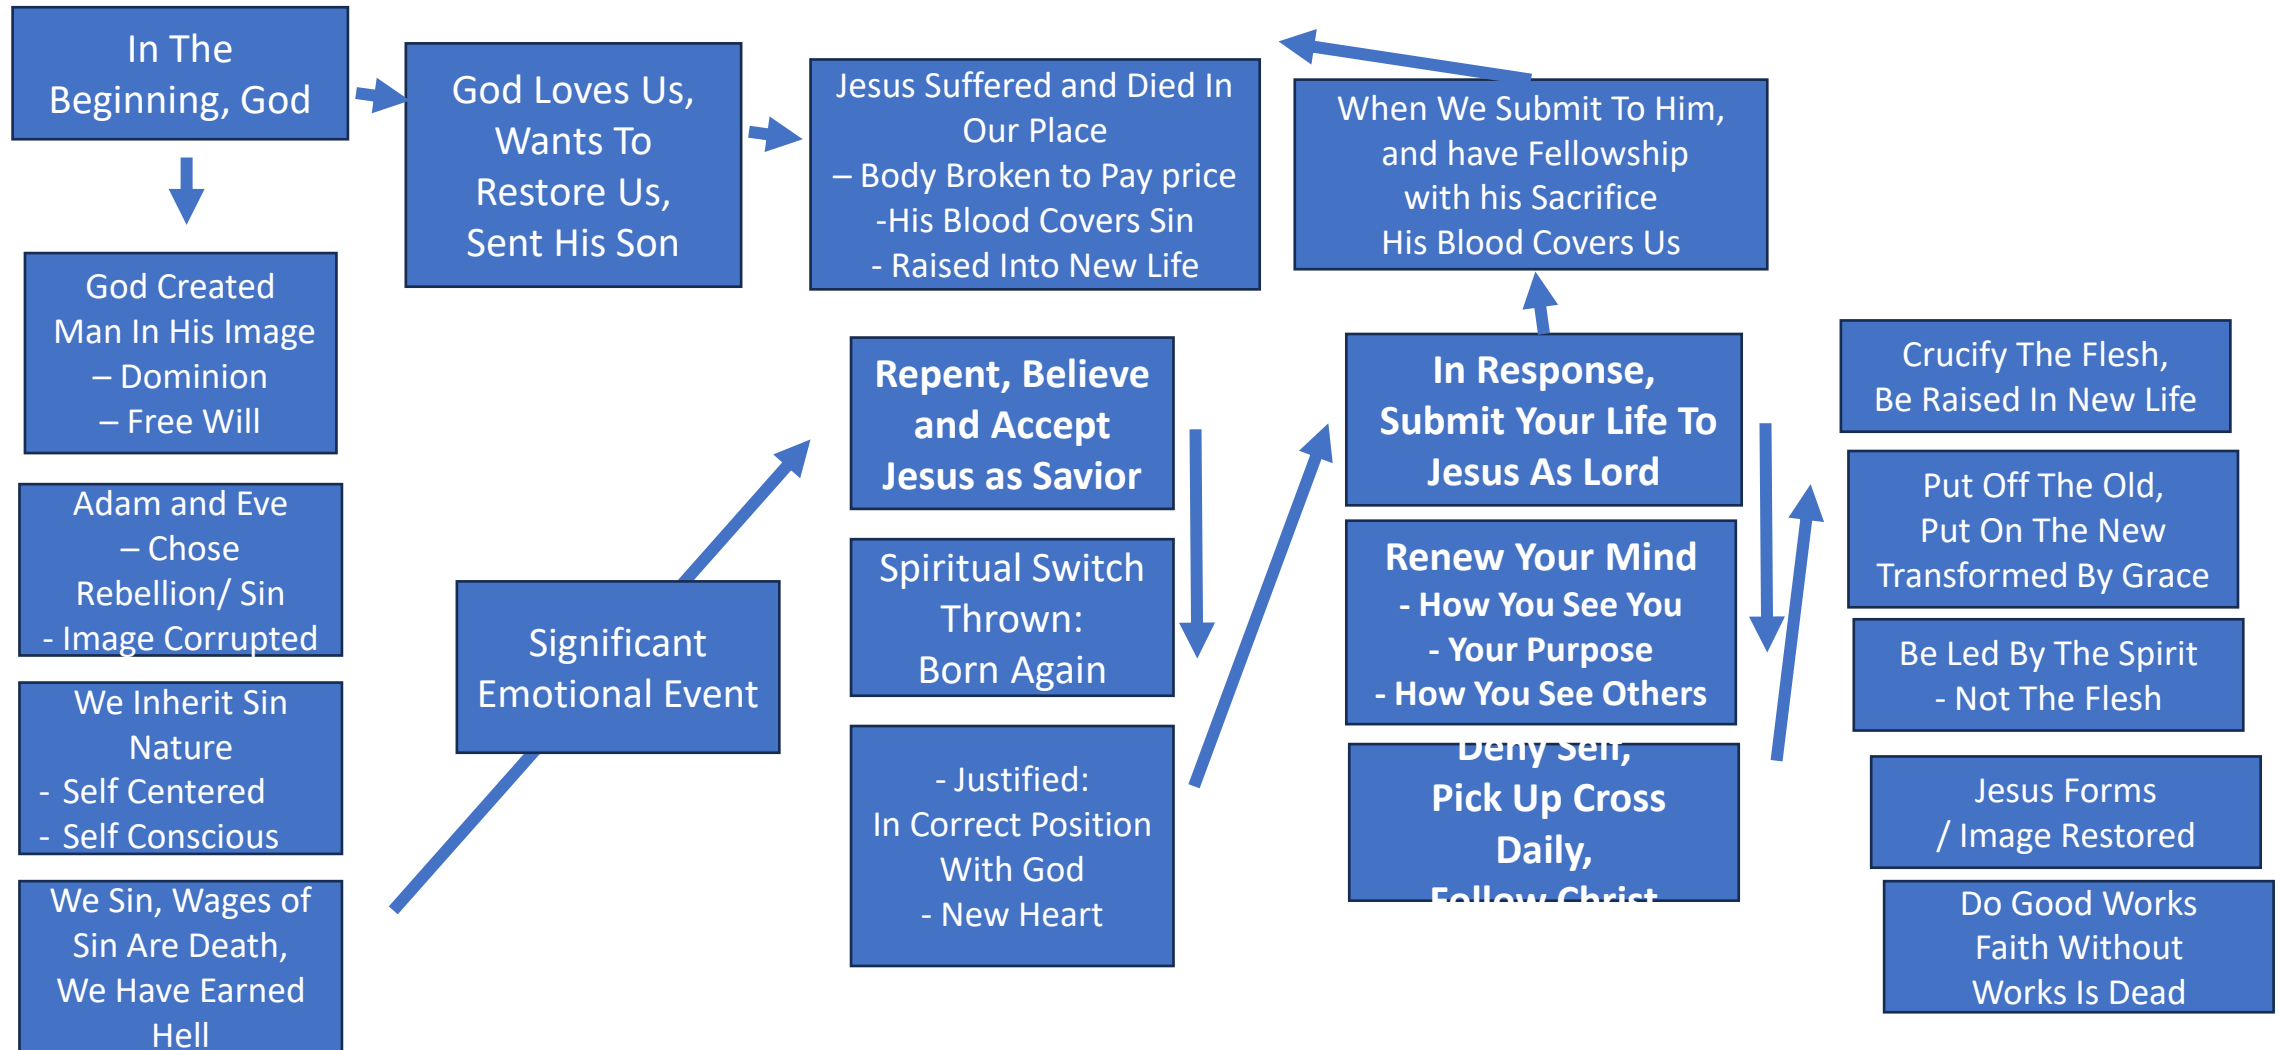 In The
Beginning, God
God Loves Us,
Wants To
Restore Us,
Sent His Son
Jesus Suffered and Died In
Our Place
– Body Broken to Pay price
-His Blood Covers Sin
- Raised Into New Life
When We Submit To Him,
and have Fellowship
with his Sacrifice
His Blood Covers Us
God Created
Man In His Image
– Dominion
– Free Will
Adam and Eve
– Chose
Rebellion/ Sin
- Image Corrupted
We Inherit Sin
Nature
- Self Centered
- Self Conscious
We Sin, Wages of
Sin Are Death,
We Have Earned
Hell
Significant
Emotional Event
Repent, Believe
and Accept
Jesus as Savior
Spiritual Switch
Thrown:
Born Again
- Justified:
In Correct Position
With God
- New Heart
In Response,
Submit Your Life To
Jesus As Lord
Renew Your Mind
- How You See You
- Your Purpose
- How You See Others
Deny Self,
Pick Up Cross
Daily,
Follow Christ
Crucify The Flesh,
Be Raised In New Life
Put Off The Old,
Put On The New
Transformed By Grace
Be Led By The Spirit
- Not The Flesh
Jesus Forms
/ Image Restored
Do Good Works
Faith Without
Works Is Dead